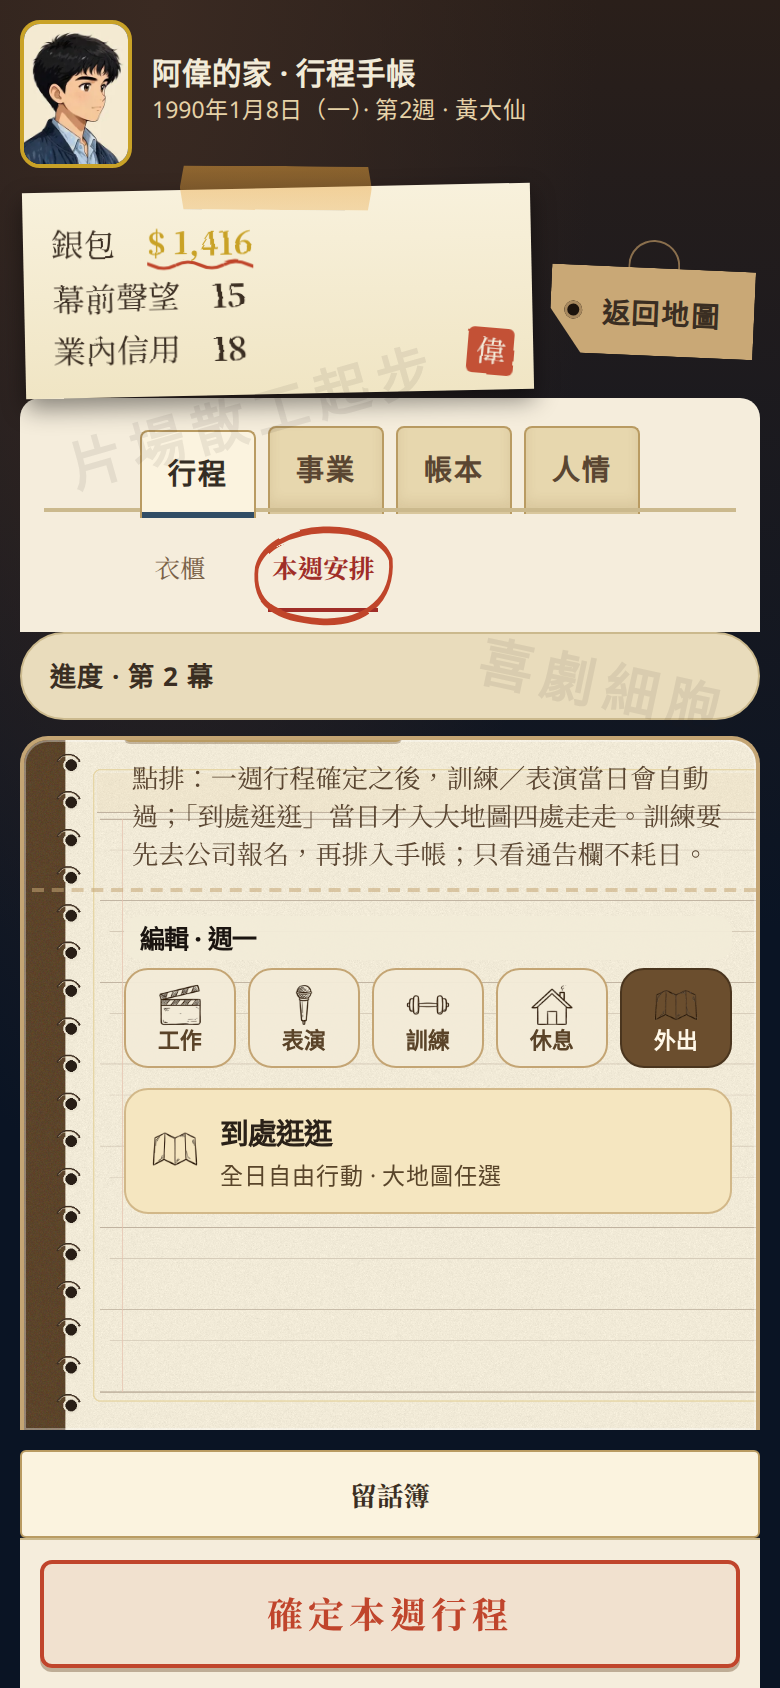 阿偉的家 · 行程手帳
1990年1月8日（一）· 第2週 · 黃大仙
銀包 $ 1,416
幕前聲望 15
業內信用 18
偉
返回地圖
片場散工起步
行程 事業 帳本 人情
衣櫃 本週安排
進度 · 第 2 幕
喜劇細胞
點排：一週行程確定之後，訓練／表演當日會自動
過；「到處逛逛」當日才入大地圖四處走走。訓練要
先去公司報名，再排入手帳；只看通告欄不耗日。
編輯 · 週一
工作 表演 訓練 休息 外出
到處逛逛
全日自由行動 · 大地圖任選
留話簿
確定本週行程